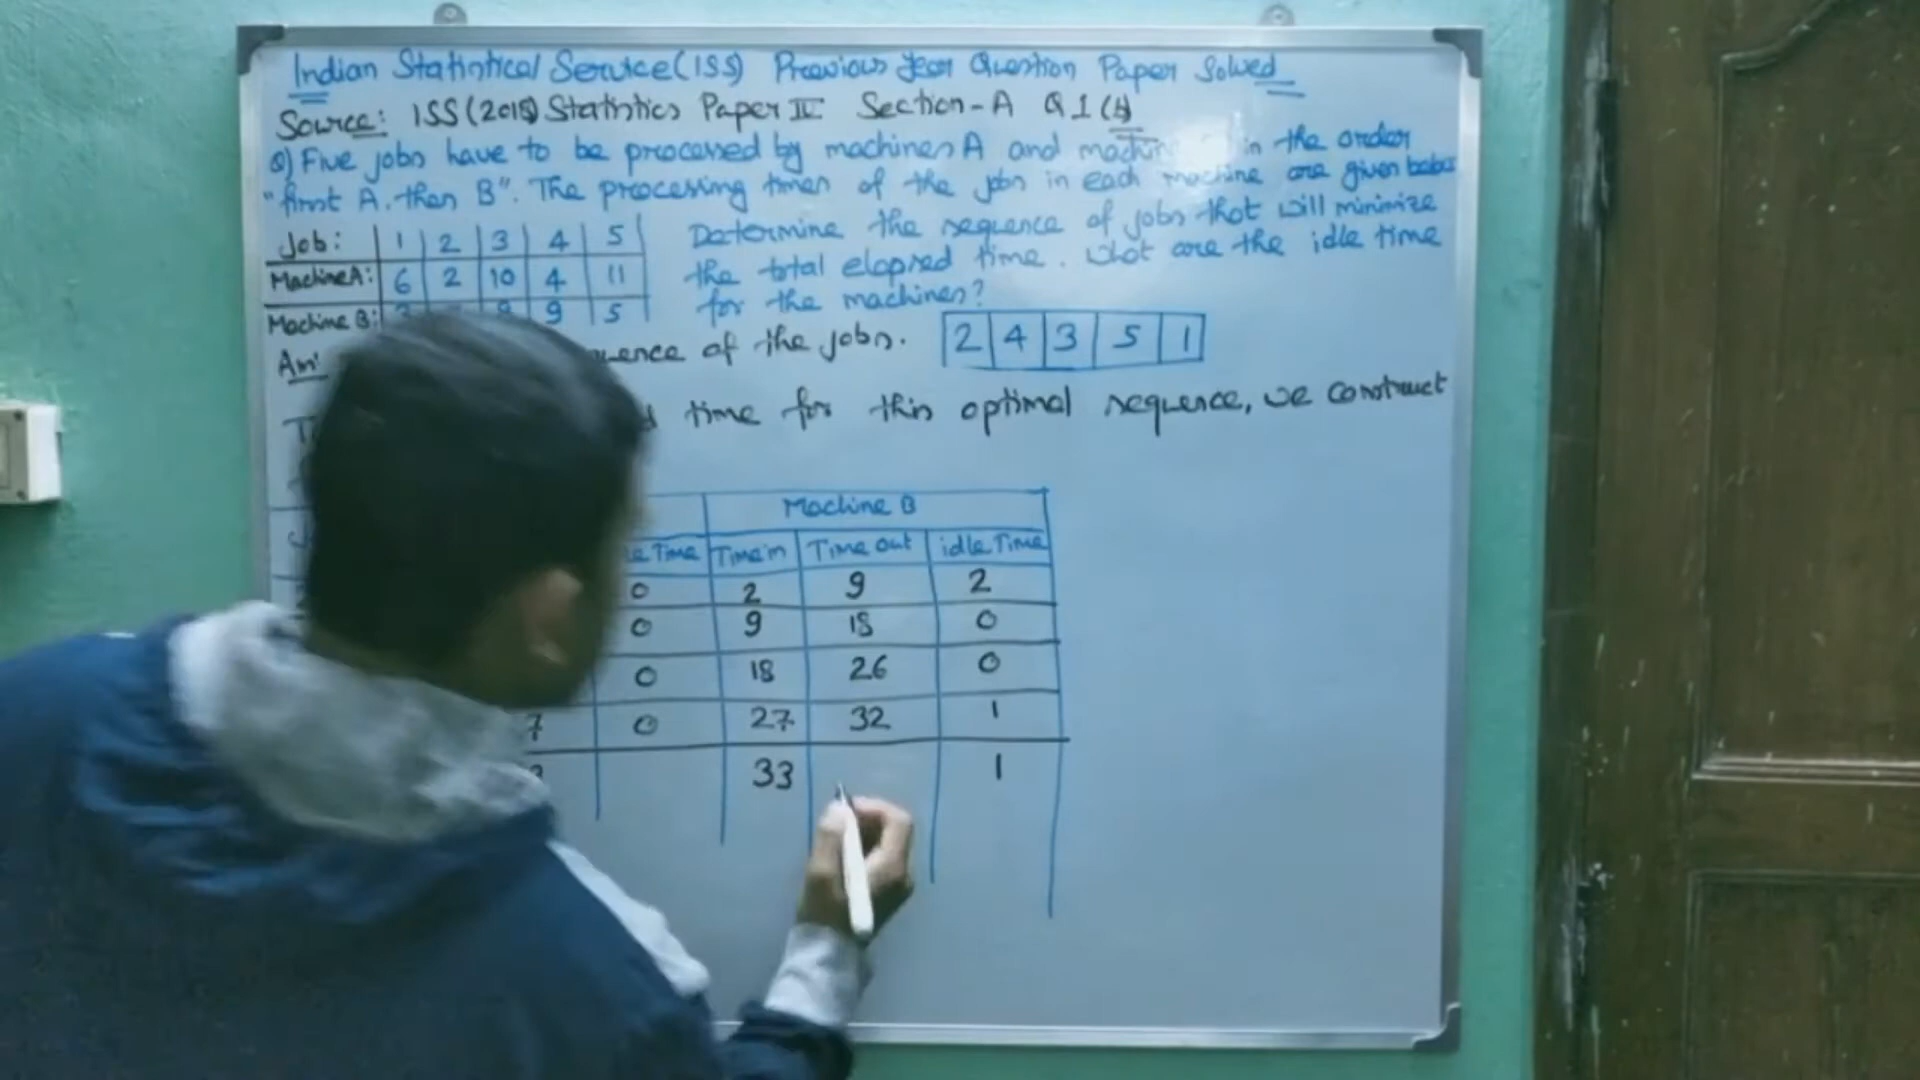 Indian Statistical Service (ISS) Previous Year Question Paper Solved
Source: ISS (2015) Statistics Paper IV Section-A Q1
Q) Five jobs have to be processed by machines A and in the order
"first A, then B". The processing times of the jobs in each machine are given below
Job: 1 2 3 4 5
Machine A: 6 2 10 4 11
Machine B: 9 5
Determine the sequence of jobs that will minimize
the total elapsed time. What are the idle time
for the machines?
Ans of the jobs. 2 4 3 5 1
time for this optimal sequence, we construct
Machine B
Time Time in Time out idle Time
0 2 9 2
0 9 18 0
0 18 26 0
7 0 27 32 1
33 1